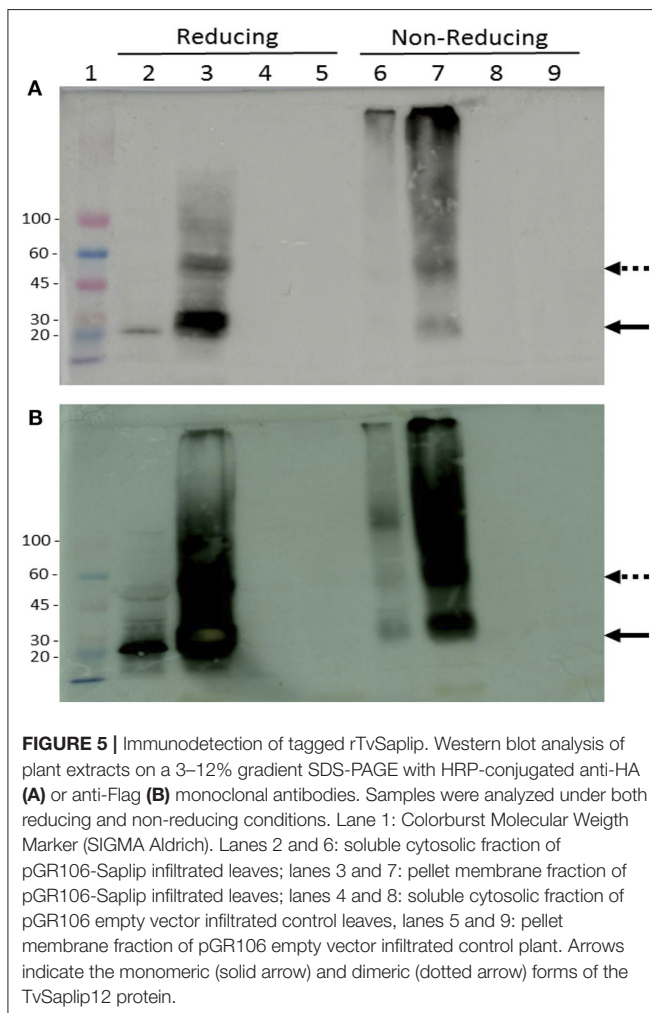 Reducing Non-Reducing
1 2 3 4 5 6 7 8 9
A
100 -
60 -
45 -
30 -
20 -
B
100 -
60 -
45 -
30 -
20 -
FIGURE 5 | Immunodetection of tagged rTvSaplip. Western blot analysis of
plant extracts on a 3–12% gradient SDS-PAGE with HRP-conjugated anti-HA
(A) or anti-Flag (B) monoclonal antibodies. Samples were analyzed under both
reducing and non-reducing conditions. Lane 1: Colorburst Molecular Weigth
Marker (SIGMA Aldrich). Lanes 2 and 6: soluble cytosolic fraction of
pGR106-Saplip infiltrated leaves; lanes 3 and 7: pellet membrane fraction of
pGR106-Saplip infiltrated leaves; lanes 4 and 8: soluble cytosolic fraction of
pGR106 empty vector infiltrated control leaves, lanes 5 and 9: pellet
membrane fraction of pGR106 empty vector infiltrated control plant. Arrows
indicate the monomeric (solid arrow) and dimeric (dotted arrow) forms of the
TvSaplip12 protein.